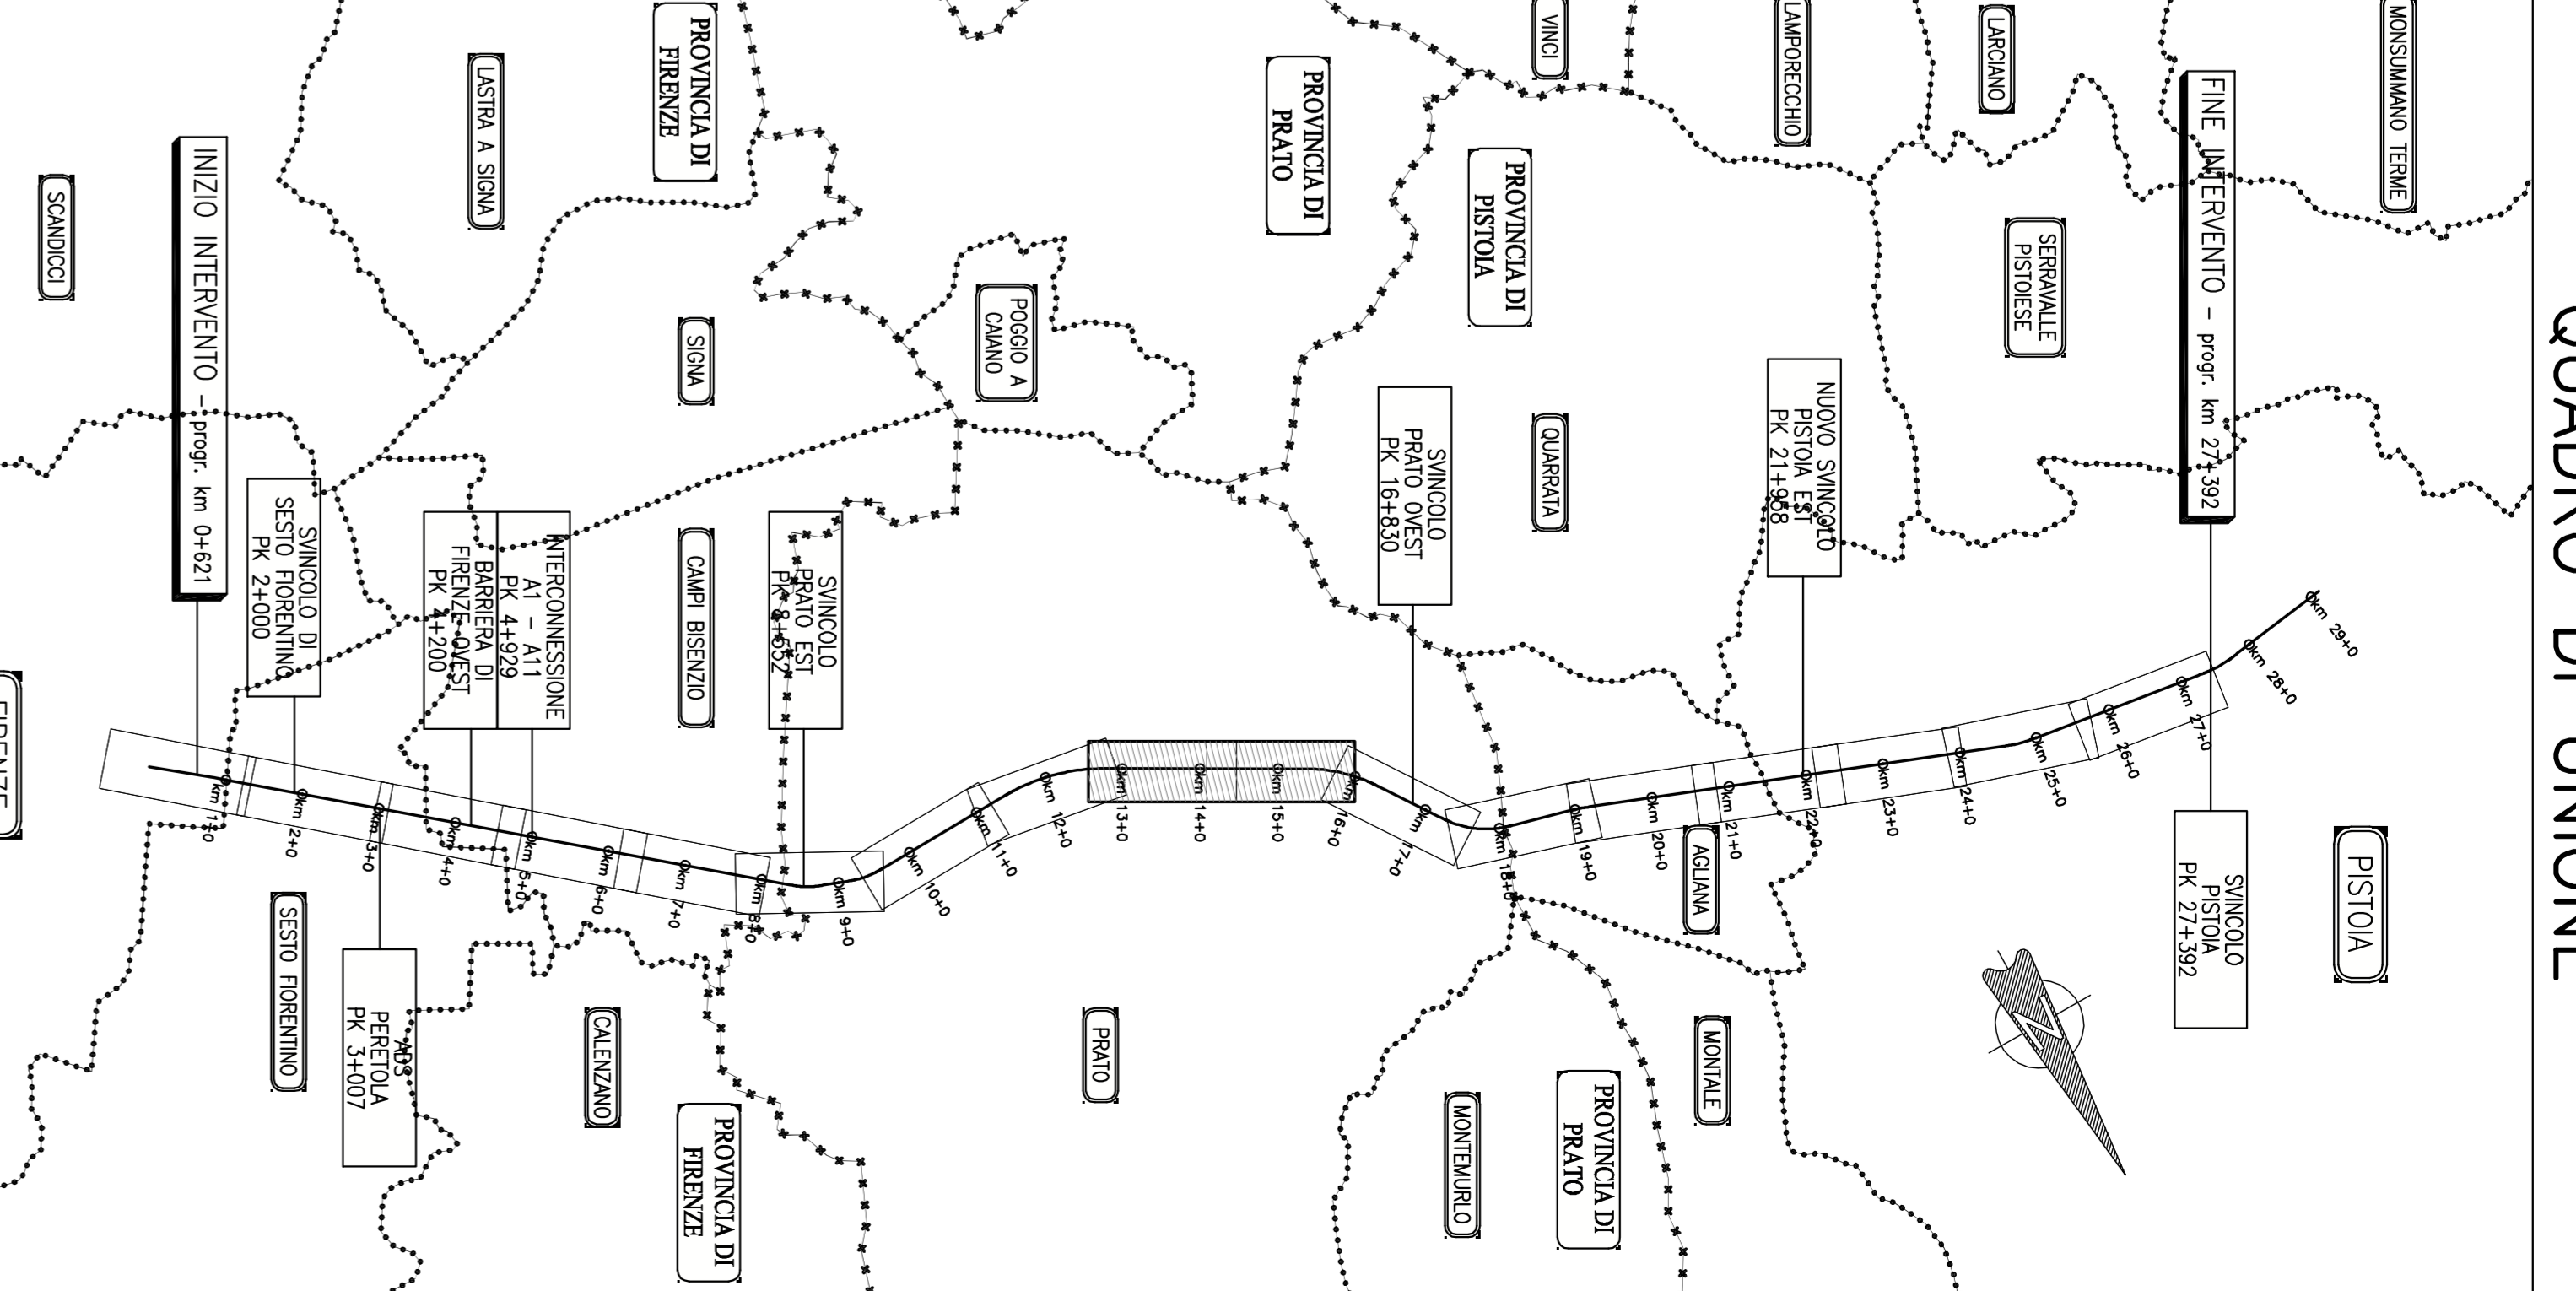 QUADRO DI UNIONE
MONSUMMANO TERME
FINE INTERVENTO - progr. km 27+392
LARCIANO
LAMPORECCHIO
VINCI
SERRAVALLE
PISTOIESE
PROVINCIA DI
PISTOIA
PROVINCIA DI
PRATO
PROVINCIA DI
FIRENZE
LASTRA A SIGNA
INIZIO INTERVENTO - progr. km 0+621
SCANDICCI
POGGIO A
CAIANO
SIGNA
QUARRATA
NUOVO SVINCOLO
PISTOIA EST
PK 21+958
SVINCOLO
PRATO OVEST
PK 16+830
SVINCOLO
PRATO EST
PK 8+552
CAMPI BISENZIO
INTERCONNESSIONE
A1 - A11
PK 4+929
BARRIERA DI
FIRENZE OVEST
PK 4+200
SVINCOLO DI
SESTO FIORENTINO
PK 2+000
FIRENZE
km 29+0
km 28+0
km 27+0
km 26+0
km 25+0
km 24+0
km 23+0
km 22+0
km 21+0
km 20+0
km 19+0
km 18+0
km 17+0
km 16+0
km 15+0
km 14+0
km 13+0
km 12+0
km 11+0
km 10+0
km 9+0
km 8+0
km 7+0
km 6+0
km 5+0
km 4+0
km 3+0
km 2+0
km 1+0
PISTOIA
SVINCOLO
PISTOIA
PK 27+392
AGLIANA
MONTALE
PROVINCIA DI
PRATO
MONTEMURLO
PRATO
PROVINCIA DI
FIRENZE
CALENZANO
ADS
PERETOLA
PK 3+007
SESTO FIORENTINO
N